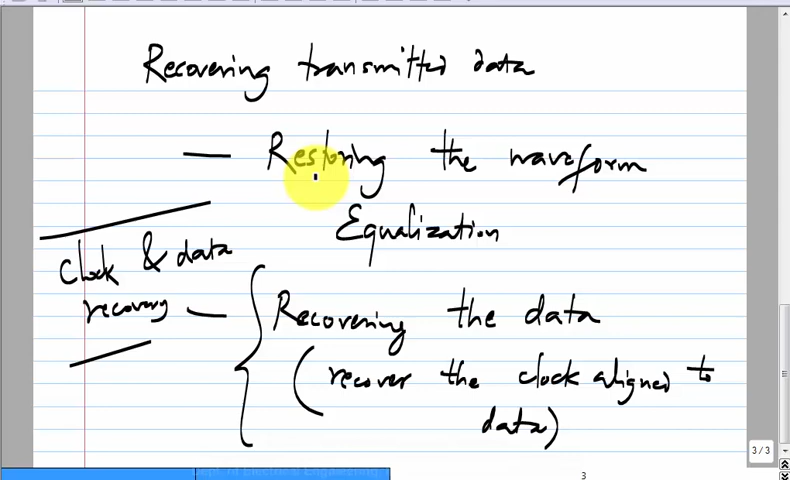 Recovering transmitted data
— Restoring the waveform
Equalization
Clock & data
recovery — { Recovering the data
(recover the clock aligned to
data)
3/3
3